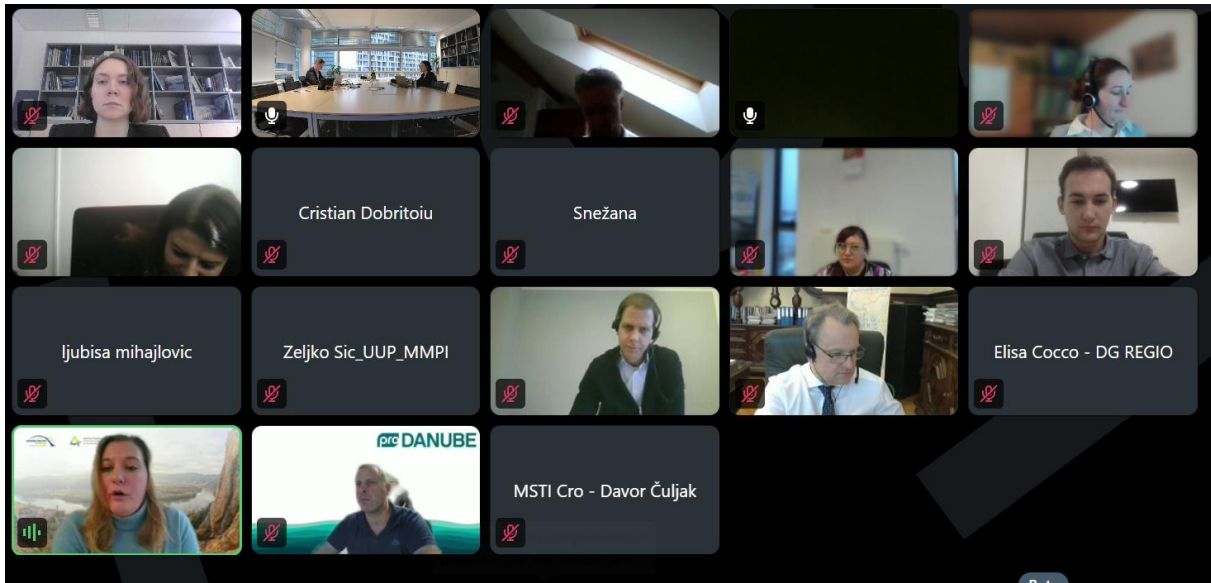 Cristian Dobritoiu
Snežana
ljubisa mihajlovic
Zeljko Sic_UUP_MMPI
Elisa Cocco - DG REGIO
pro DANUBE
MSTI Cro - Davor Čuljak